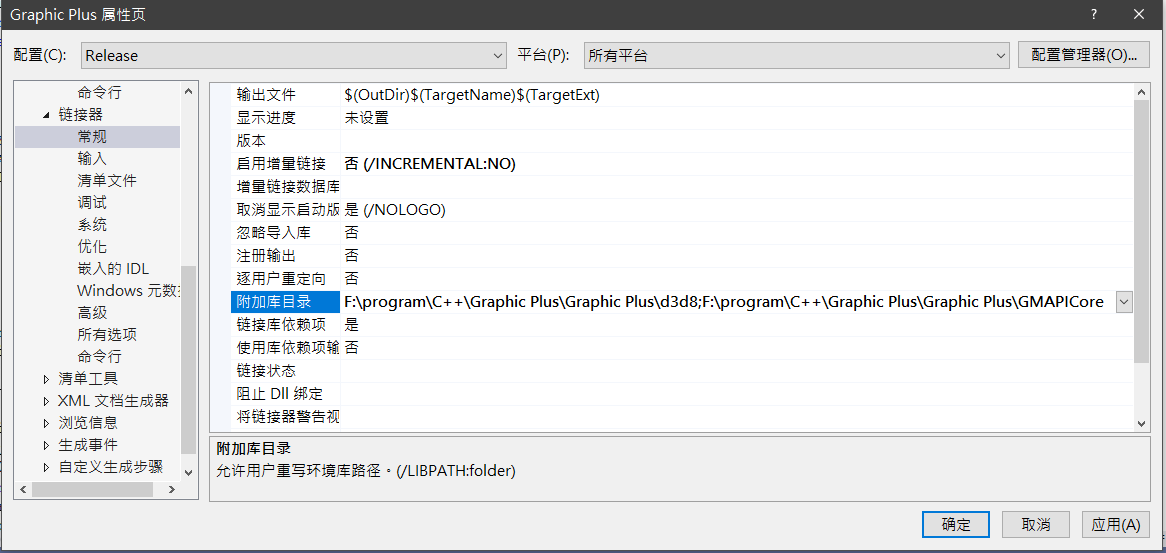 Graphic Plus 属性页
配置(C): Release 平台(P): 所有平台 配置管理器(O)...
命令行
链接器
常规
输入
清单文件
调试
系统
优化
嵌入的 IDL
Windows 元数据
高级
所有选项
命令行
清单工具
XML 文档生成器
浏览信息
生成事件
自定义生成步骤
输出文件 $(OutDir)$(TargetName)$(TargetExt)
显示进度 未设置
版本
启用增量链接 否 (/INCREMENTAL:NO)
增量链接数据库
取消显示启动版 是 (/NOLOGO)
忽略导入库 否
注册输出 否
逐用户重定向 否
附加库目录 F:\program\C++\Graphic Plus\Graphic Plus\d3d8;F:\program\C++\Graphic Plus\Graphic Plus\GMAPICore
链接库依赖项 是
使用库依赖项输 否
链接状态
阻止 Dll 绑定
将链接器警告视
附加库目录
允许用户重写环境库路径。(/LIBPATH:folder)
确定 取消 应用(A)